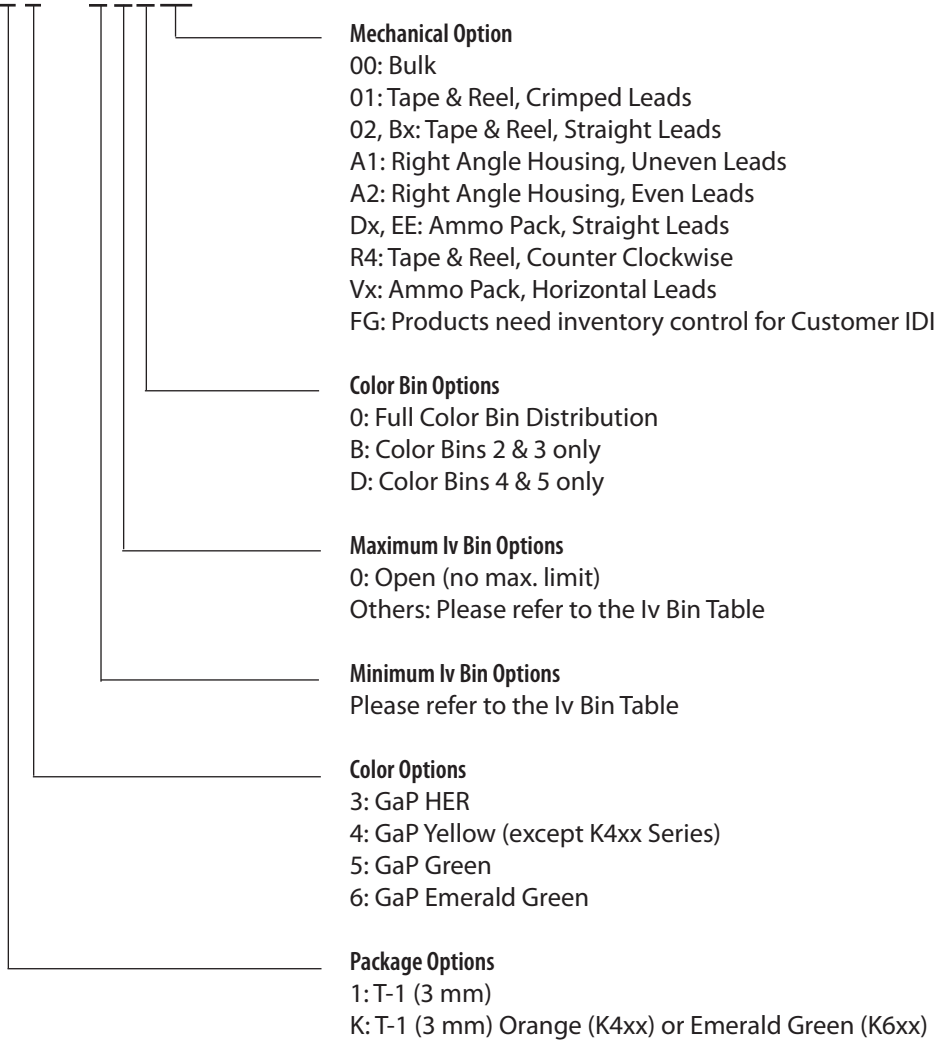 Mechanical Option
00: Bulk
01: Tape & Reel, Crimped Leads
02, Bx: Tape & Reel, Straight Leads
A1: Right Angle Housing, Uneven Leads
A2: Right Angle Housing, Even Leads
Dx, EE: Ammo Pack, Straight Leads
R4: Tape & Reel, Counter Clockwise
Vx: Ammo Pack, Horizontal Leads
FG: Products need inventory control for Customer IDI
Color Bin Options
0: Full Color Bin Distribution
B: Color Bins 2 & 3 only
D: Color Bins 4 & 5 only
Maximum Iv Bin Options
0: Open (no max. limit)
Others: Please refer to the Iv Bin Table
Minimum Iv Bin Options
Please refer to the Iv Bin Table
Color Options
3: GaP HER
4: GaP Yellow (except K4xx Series)
5: GaP Green
6: GaP Emerald Green
Package Options
1: T-1 (3 mm)
K: T-1 (3 mm) Orange (K4xx) or Emerald Green (K6xx)